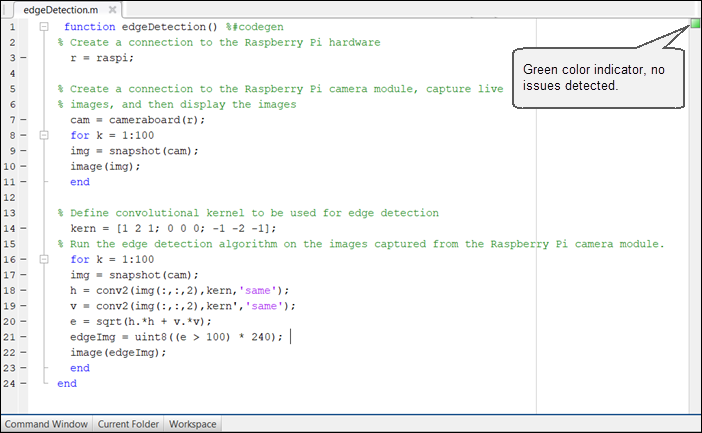 edgeDetection.m
1 function edgeDetection() %#codegen
2 % Create a connection to the Raspberry Pi hardware
3 r = raspi;
4
5 % Create a connection to the Raspberry Pi camera module, capture live
6 % images, and then display the images
7 cam = cameraboard(r);
8 for k = 1:100
9 img = snapshot(cam);
10 image(img);
11 end
12
13 % Define convolutional kernel to be used for edge detection
14 kern = [1 2 1; 0 0 0; -1 -2 -1];
15 % Run the edge detection algorithm on the images captured from the Raspberry Pi camera module.
16 for k = 1:100
17 img = snapshot(cam);
18 h = conv2(img(:,:,2),kern,'same');
19 v = conv2(img(:,:,2),kern','same');
20 e = sqrt(h.*h + v.*v);
21 edgeImg = uint8((e > 100) * 240);
22 image(edgeImg);
23 end
24 end
Green color indicator, no
issues detected.
Command Window Current Folder Workspace